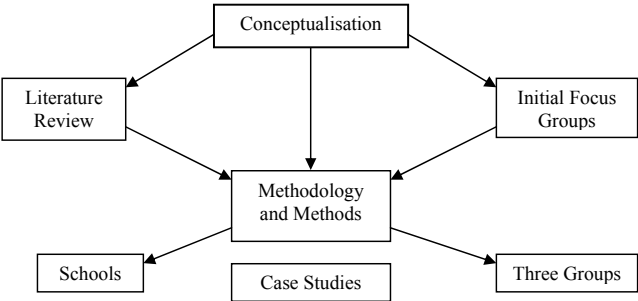 Conceptualisation
Literature
Review
Initial Focus
Groups
Methodology
and Methods
Schools
Case Studies
Three Groups